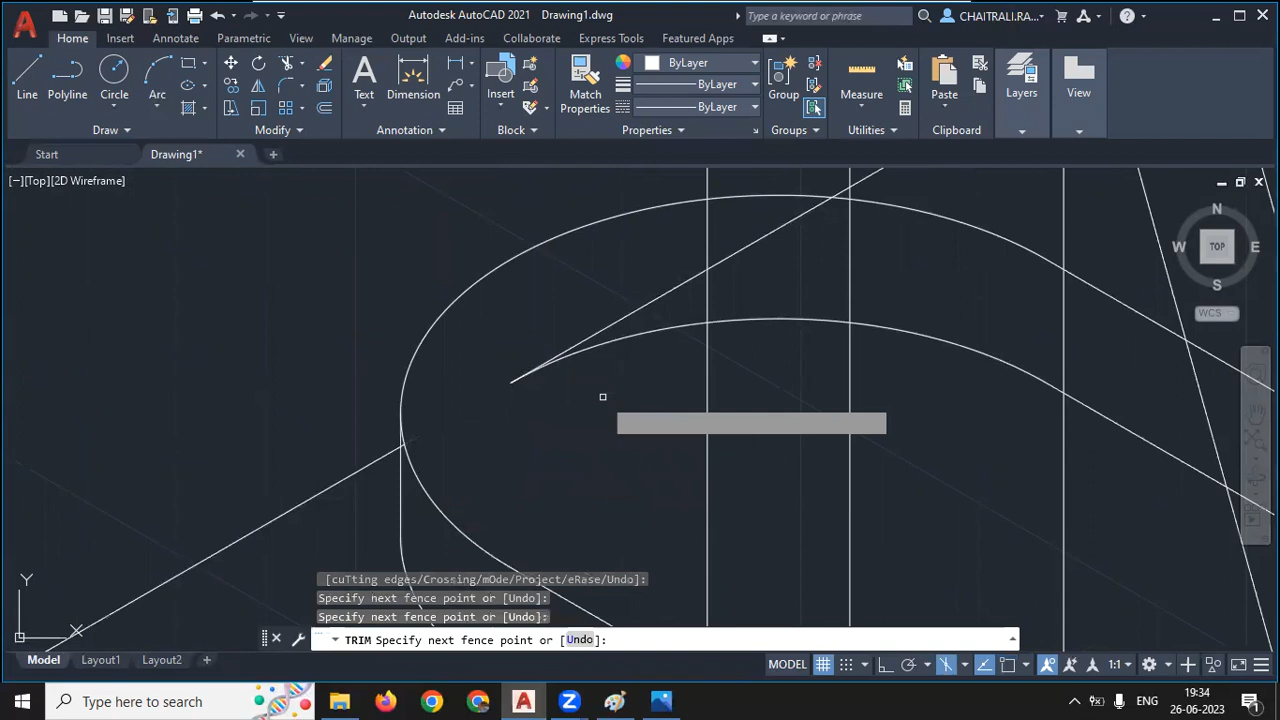 Autodesk AutoCAD 2021 Drawing1.dwg
Type a keyword or phrase
CHAITRALI.RA...
Home Insert Annotate Parametric View Manage Output Add-ins Collaborate Express Tools Featured Apps
Line Polyline Circle Arc
Text Dimension
Insert
Match Properties
ByLayer
ByLayer
ByLayer
Group
Measure
Paste
Layers
View
Draw Modify Annotation Block Properties Groups Utilities Clipboard
Start Drawing1*
[−][Top][2D Wireframe]
N
W TOP E
S
WCS
Y
X
[cuTting edges/Crossing/mOde/Project/eRase/Undo]:
Specify next fence point or [Undo]:
Specify next fence point or [Undo]:
TRIM Specify next fence point or [Undo]:
Model Layout1 Layout2 +
MODEL 1:1
Type here to search
ENG
19:34
26-06-2023
1